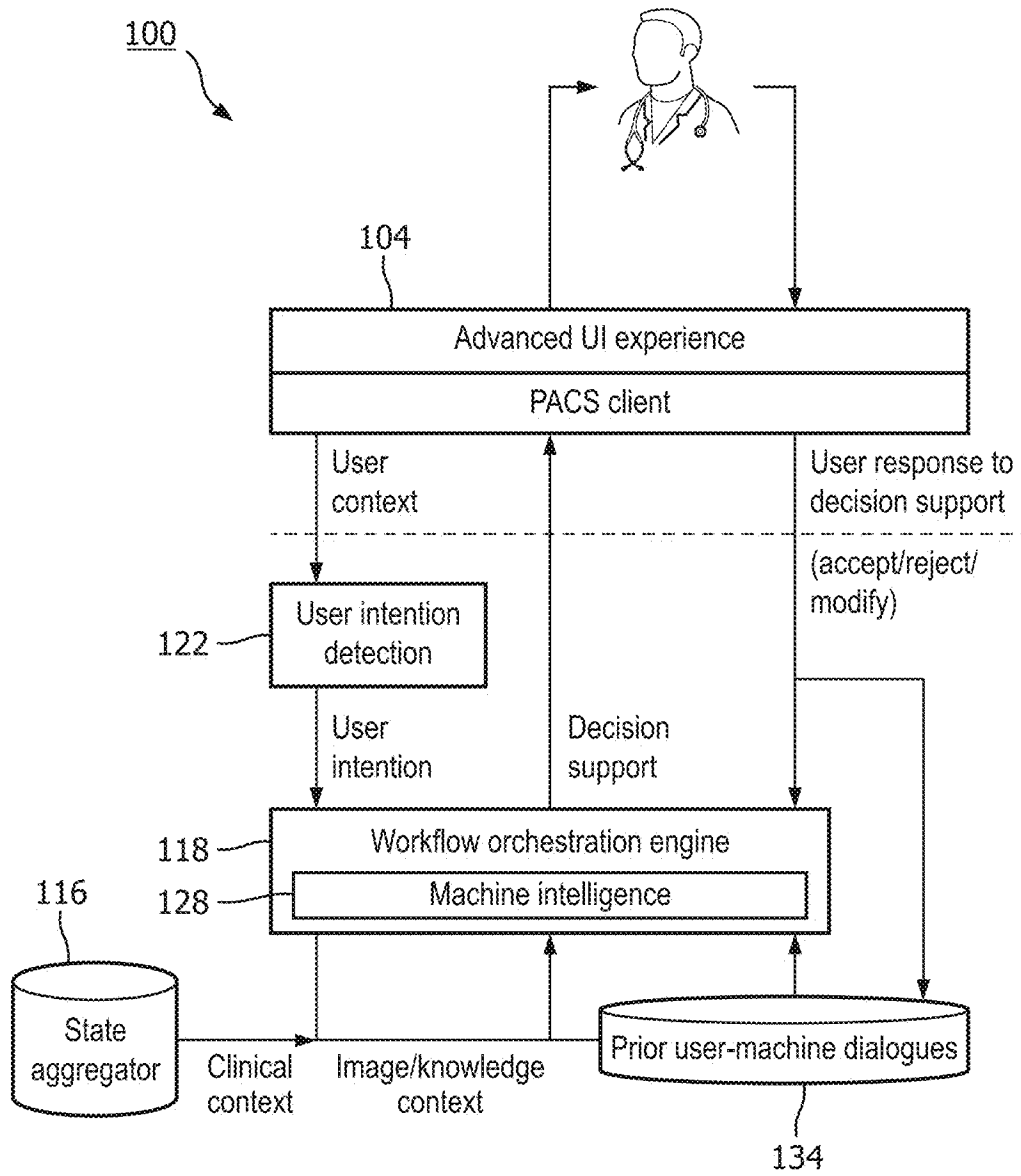 100
104
Advanced UI experience
PACS client
User
context
User response to
decision support
(accept/reject/
modify)
User intention
detection
122
User
intention
Decision
support
118
Workflow orchestration engine
128
Machine intelligence
116
State
aggregator
Clinical
context
Image/knowledge
context
Prior user-machine dialogues
134